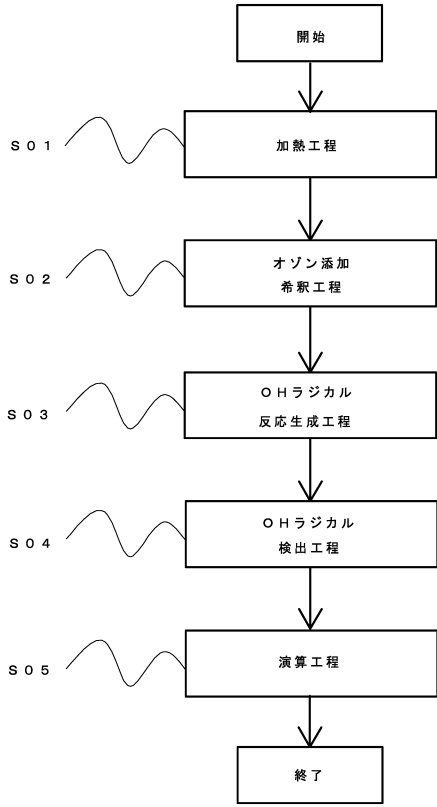 開始
S01
加熱工程
S02
オゾン添加
希釈工程
S03
OHラジカル
反応生成工程
S04
OHラジカル
検出工程
S05
演算工程
終了